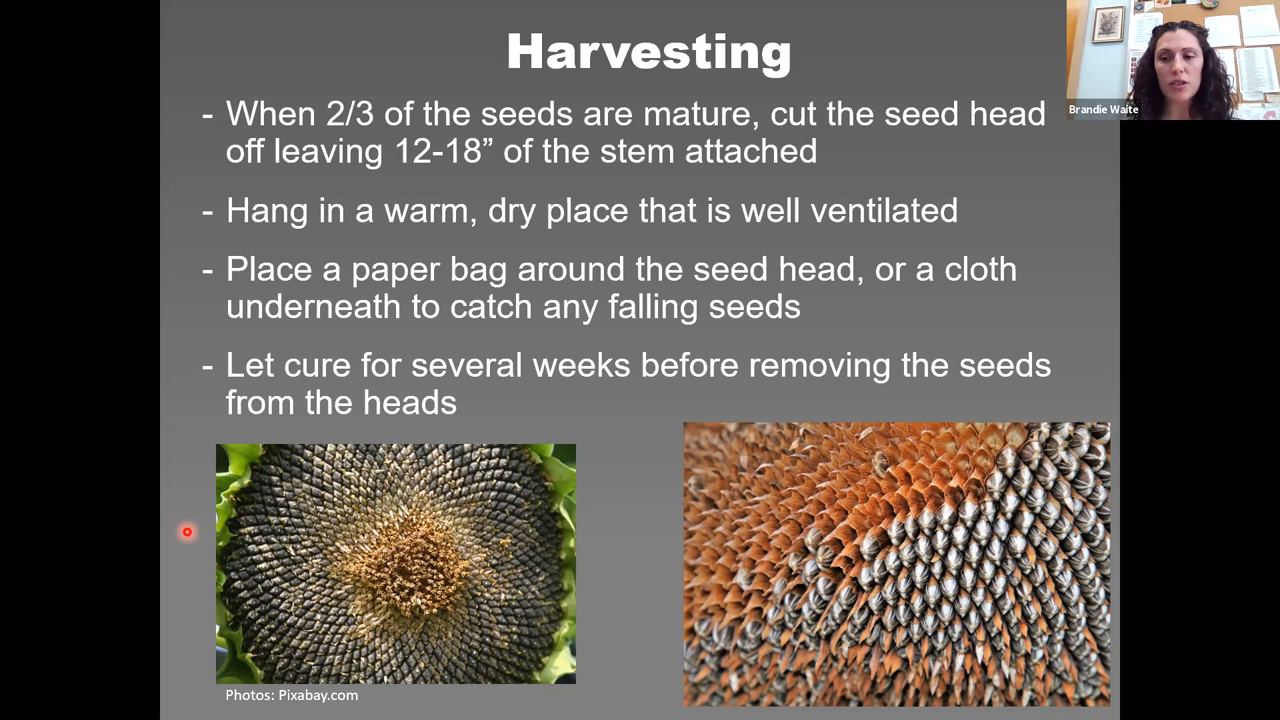 Harvesting
- When 2/3 of the seeds are mature, cut the seed head
off leaving 12-18” of the stem attached
- Hang in a warm, dry place that is well ventilated
- Place a paper bag around the seed head, or a cloth
underneath to catch any falling seeds
- Let cure for several weeks before removing the seeds
from the heads
Photos: Pixabay.com
Brandie Waite